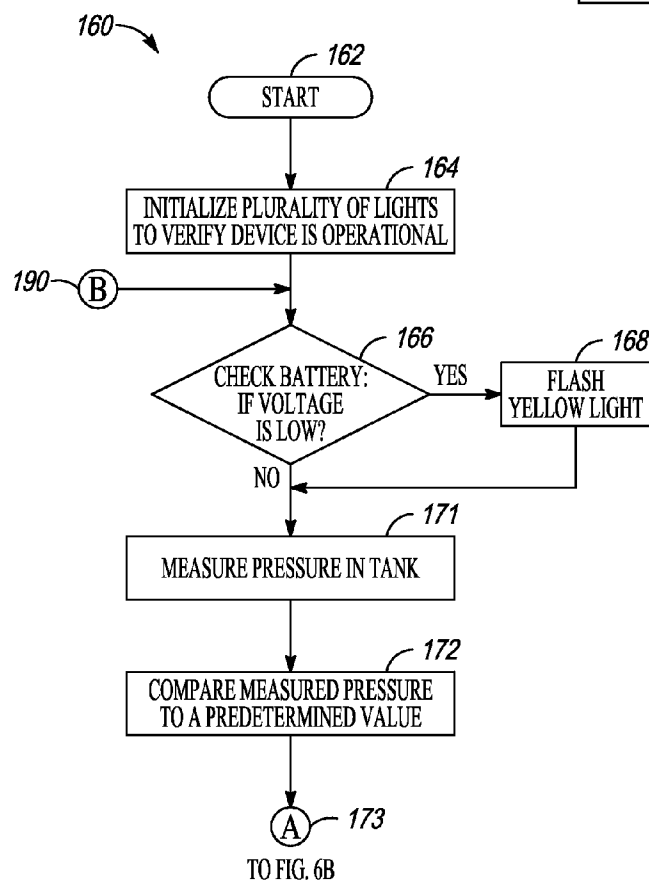 160
162
START
164
INITIALIZE PLURALITY OF LIGHTS
TO VERIFY DEVICE IS OPERATIONAL
190
B
166
CHECK BATTERY:
IF VOLTAGE
IS LOW?
YES
168
FLASH
YELLOW LIGHT
NO
171
MEASURE PRESSURE IN TANK
172
COMPARE MEASURED PRESSURE
TO A PREDETERMINED VALUE
A
173
TO FIG. 6B